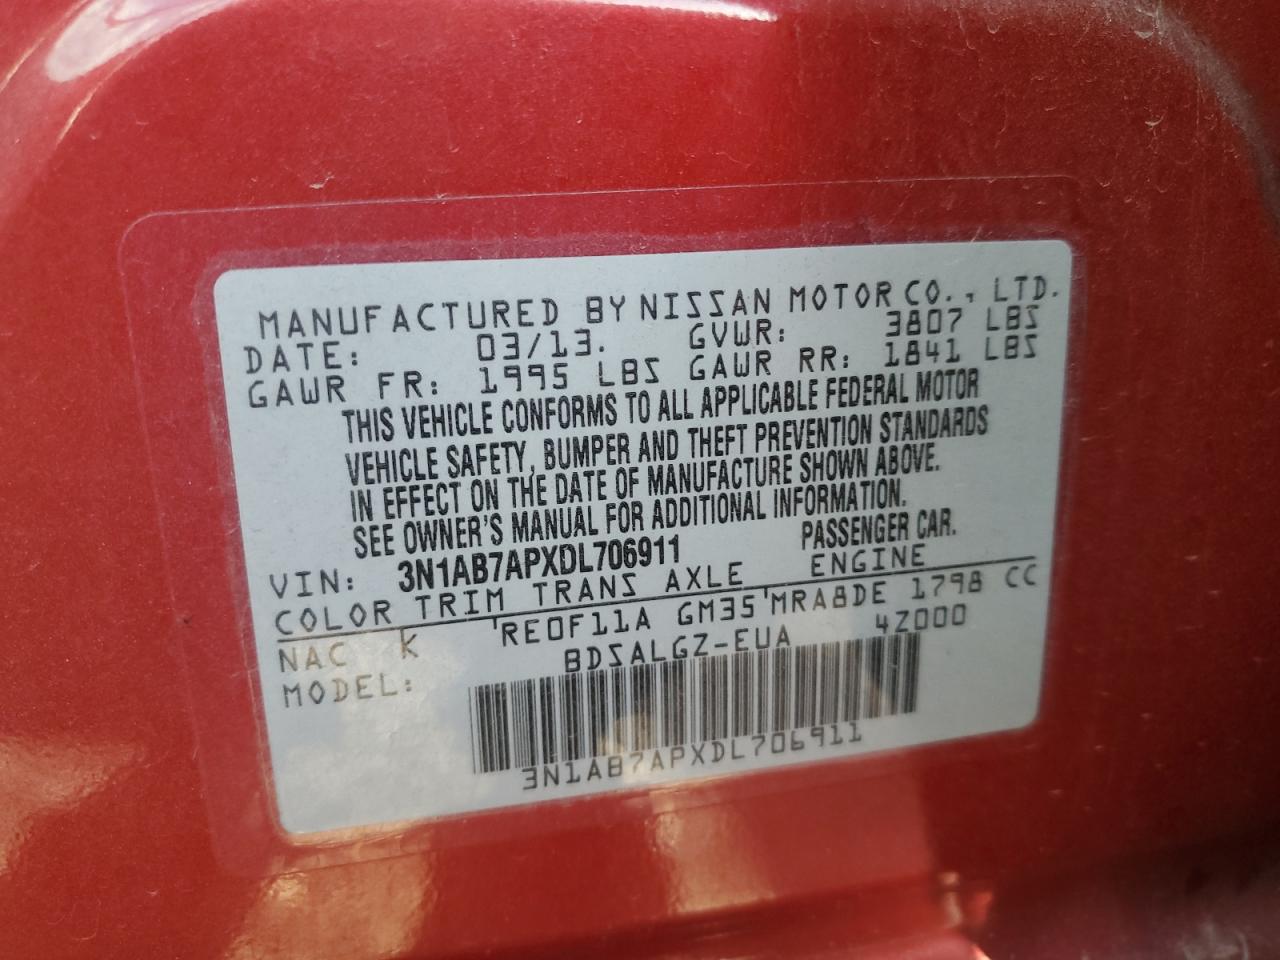 MANUFACTURED BY NISSAN MOTOR CO., LTD.
DATE: 03/13. GVWR: 3807 LBS
GAWR FR: 1995 LBS GAWR RR: 1841 LBS
THIS VEHICLE CONFORMS TO ALL APPLICABLE FEDERAL MOTOR
VEHICLE SAFETY, BUMPER AND THEFT PREVENTION STANDARDS
IN EFFECT ON THE DATE OF MANUFACTURE SHOWN ABOVE.
SEE OWNER'S MANUAL FOR ADDITIONAL INFORMATION.
VIN: 3N1AB7APXDL706911 PASSENGER CAR.
COLOR TRIM TRANS AXLE ENGINE
NAC K RE0F11A GM35 MRA8DE 1798 CC
MODEL: BDSALGZ-EUA 4Z000
3N1AB7APXDL706911